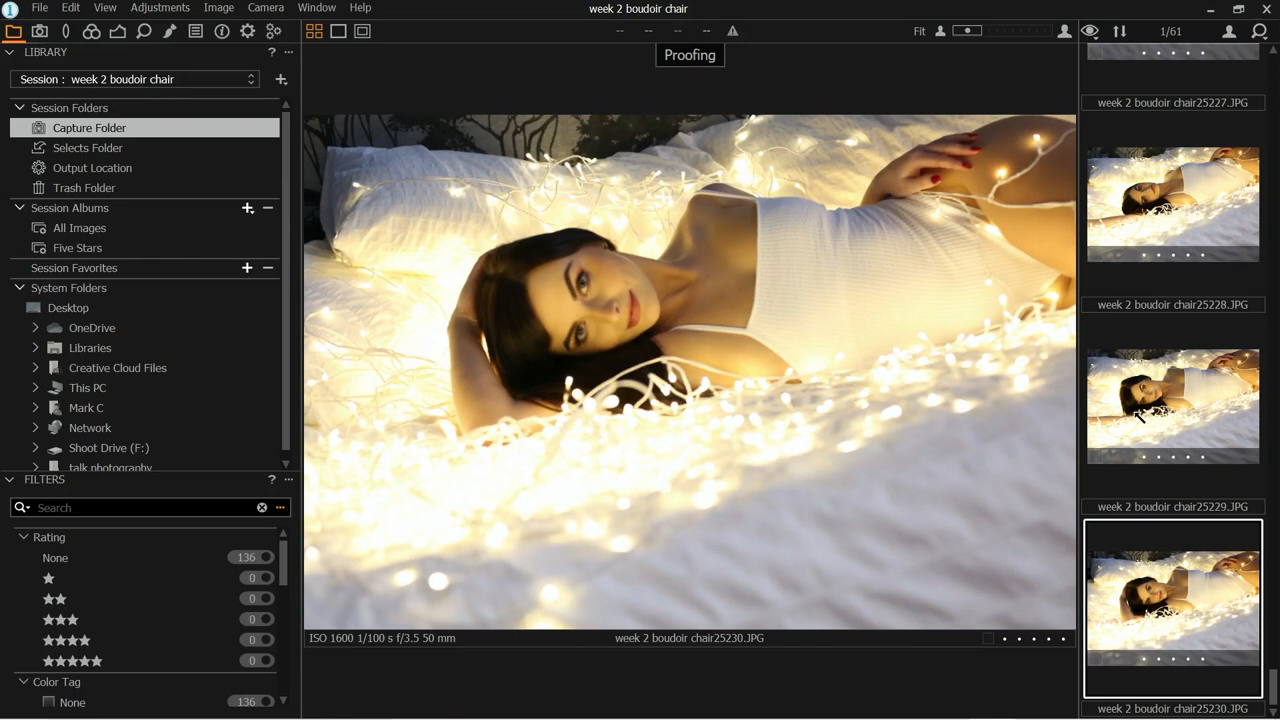 File Edit View Adjustments Image Camera Window Help
week 2 boudoir chair
Fit
1/61
LIBRARY
?
Proofing
Session : week 2 boudoir chair
Session Folders
Capture Folder
Selects Folder
Output Location
Trash Folder
Session Albums
All Images
Five Stars
Session Favorites
System Folders
Desktop
OneDrive
Libraries
Creative Cloud Files
This PC
Mark C
Network
Shoot Drive (F:)
talk photography
FILTERS
?
Search
Rating
None 136
0
0
0
0
0
Color Tag
None 136
ISO 1600 1/100 s f/3.5 50 mm
week 2 boudoir chair25230.JPG
week 2 boudoir chair25227.JPG
week 2 boudoir chair25228.JPG
week 2 boudoir chair25229.JPG
week 2 boudoir chair25230.JPG